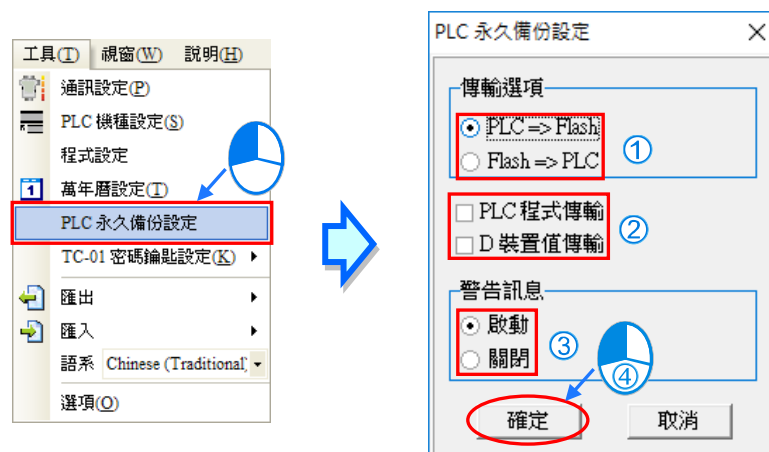 工具(T) 視窗(W) 說明(H)
通訊設定(P)
PLC 機種設定(S)
程式設定
1 萬年曆設定(T)
PLC 永久備份設定
TC-01 密碼鑰匙設定(K)
匯出
匯入
語系 Chinese (Traditional,
選項(O)
PLC 永久備份設定
傳輸選項
PLC => Flash
Flash => PLC
①
PLC 程式傳輸
D 裝置值傳輸
②
警告訊息
啟動
關閉
③
④
確定 取消